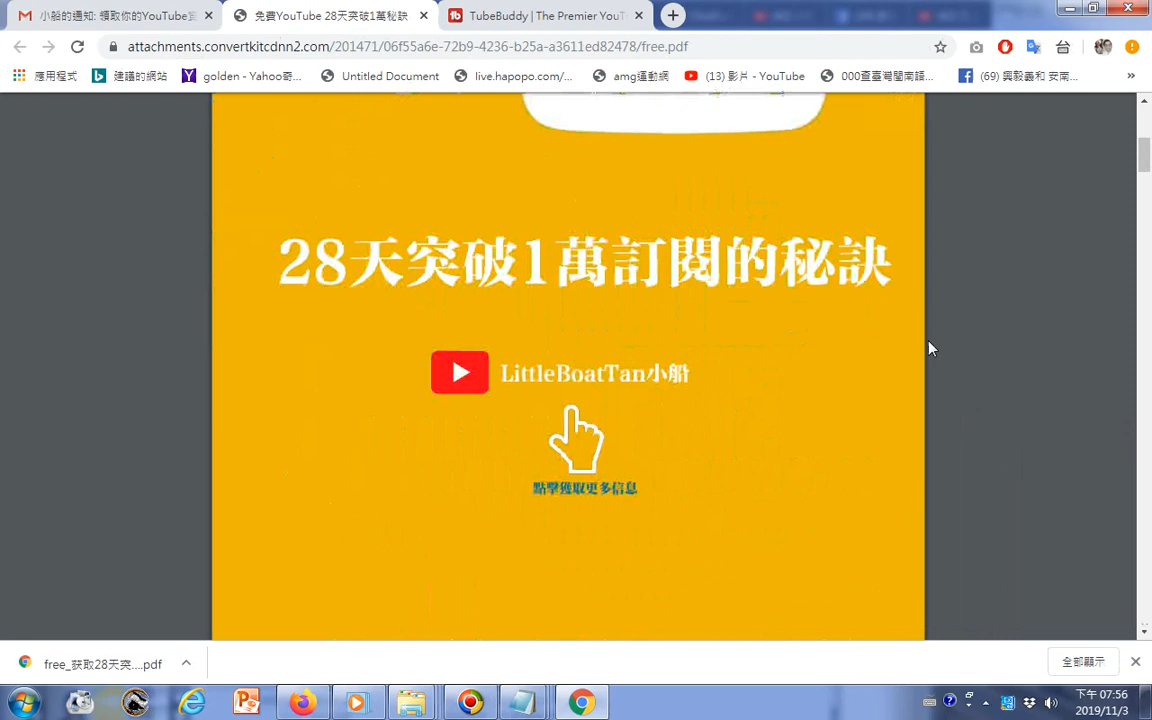 小船的通知: 領取你的YouTube
免費YouTube 28天突破1萬秘訣
TubeBuddy | The Premier YouT
attachments.convertkitcdnn2.com/201471/06f55a6e-72b9-4236-b25a-a3611ed82478/free.pdf
應用程式
建議的網站
golden - Yahoo奇...
Untitled Document
live.hapopo.com/...
amg運動網
(13) 影片 - YouTube
000查臺灣閩南語...
(69) 興毅義和 安南...
28天突破1萬訂閱的秘訣
LittleBoatTan小船
點擊獲取更多信息
free_获取28天突....pdf
全部顯示
下午 07:56
2019/11/3